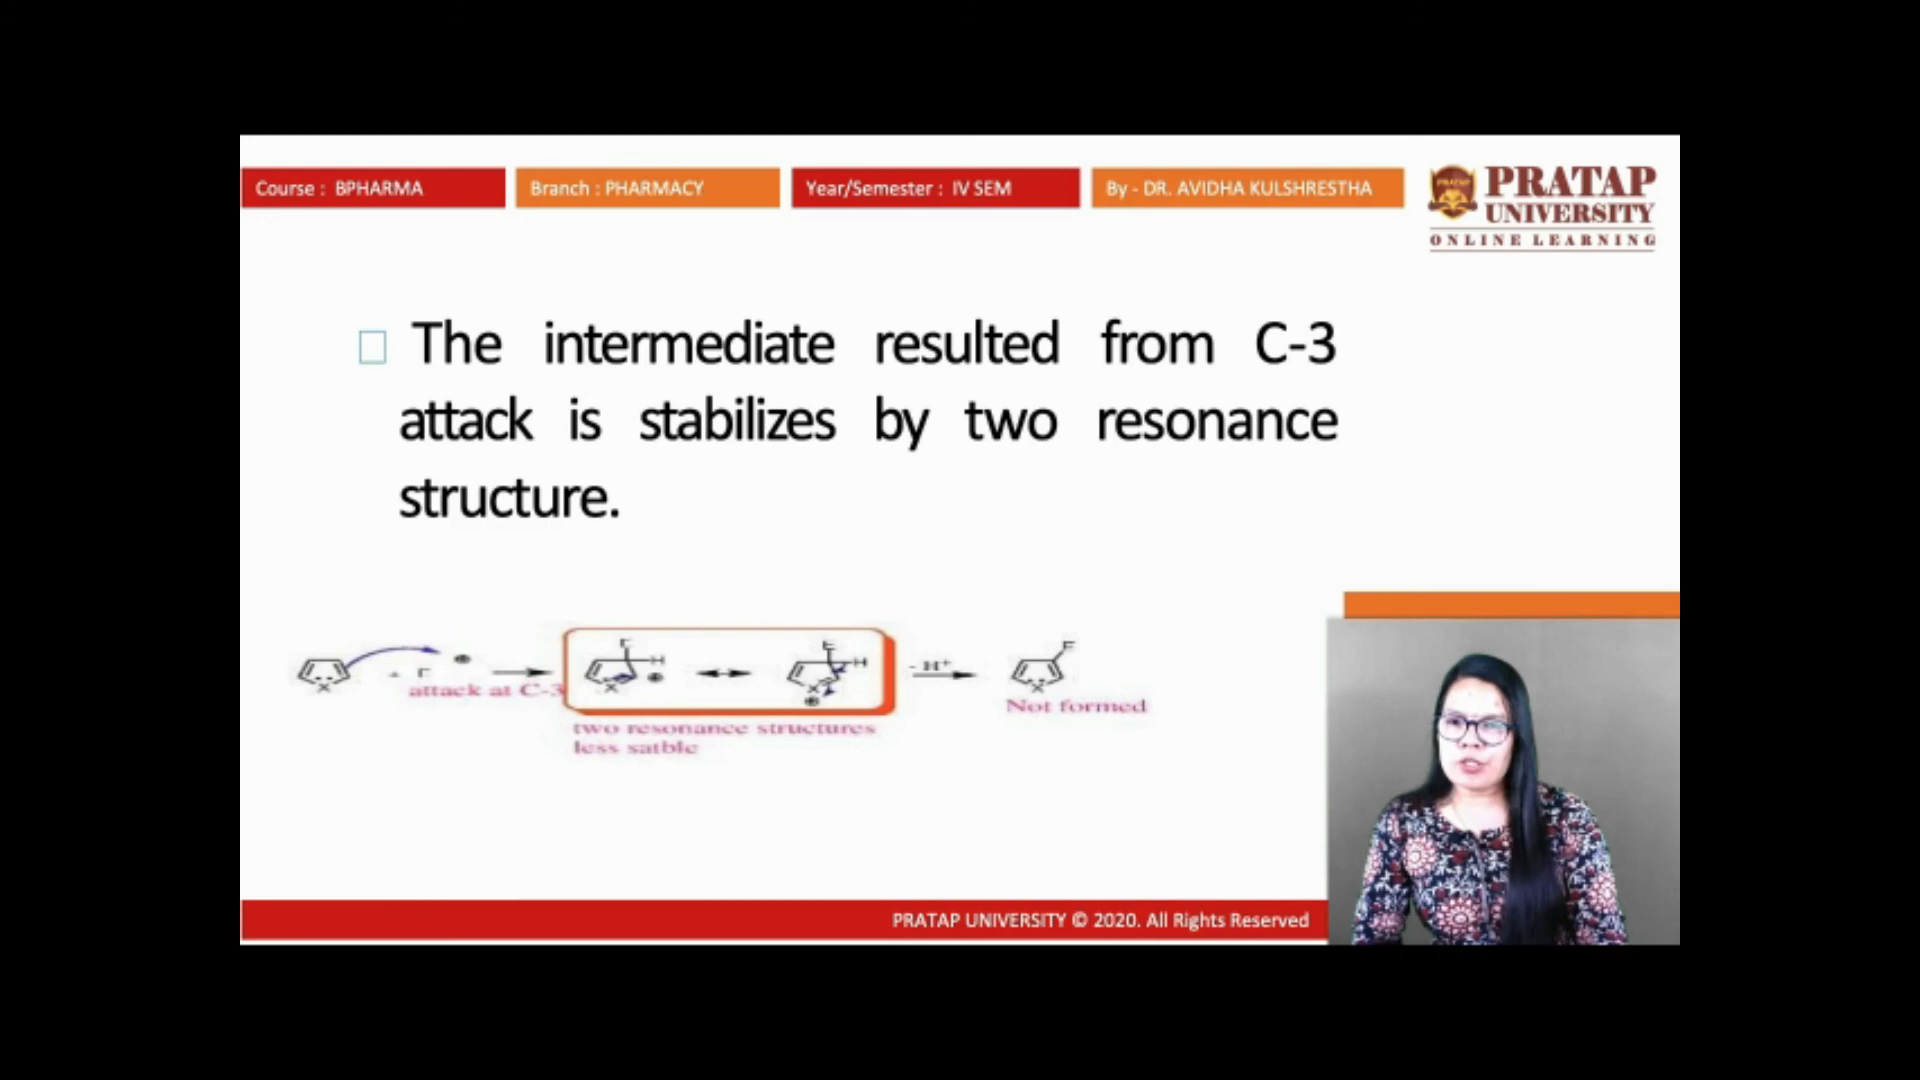 Course : BPHARMA
Branch : PHARMACY
Year/Semester : IV SEM
By - DR. AVIDHA KULSHRESTHA
PRATAP
UNIVERSITY
ONLINE LEARNING
The intermediate resulted from C-3
attack is stabilizes by two resonance
structure.
attack at C-3
- H+
Not formed
two resonance structures
less satble
PRATAP UNIVERSITY © 2020. All Rights Reserved